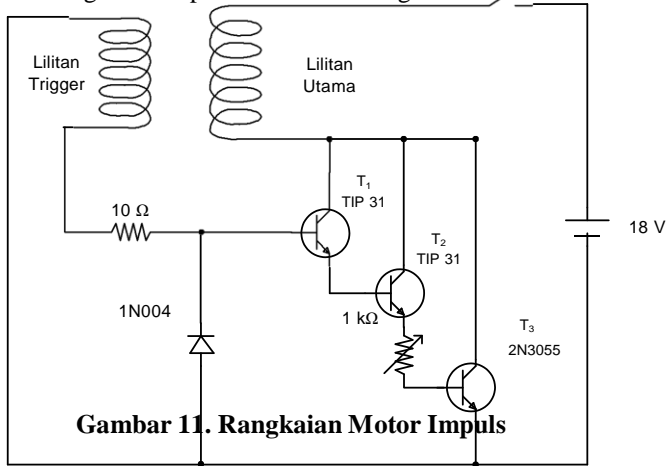 Lilitan
Trigger
Lilitan
Utama
10 Ω
T₁
TIP 31
T₂
TIP 31
18 V
1N004
1 kΩ
T₃
2N3055
Gambar 11. Rangkaian Motor Impuls